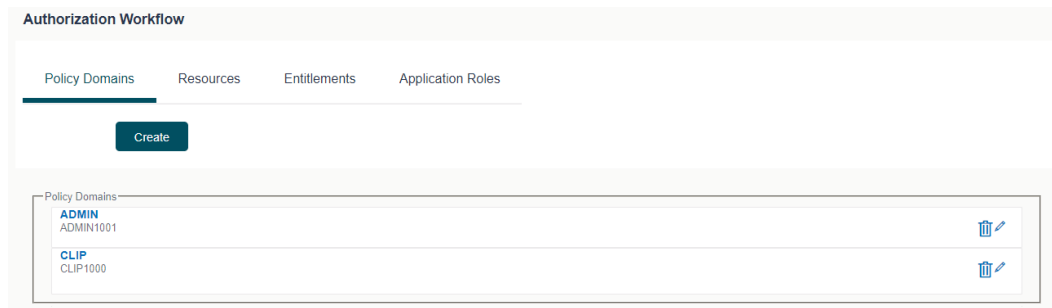 Authorization Workflow
Policy Domains Resources Entitlements Application Roles
Create
Policy Domains
ADMIN
ADMIN1001
CLIP
CLIP1000